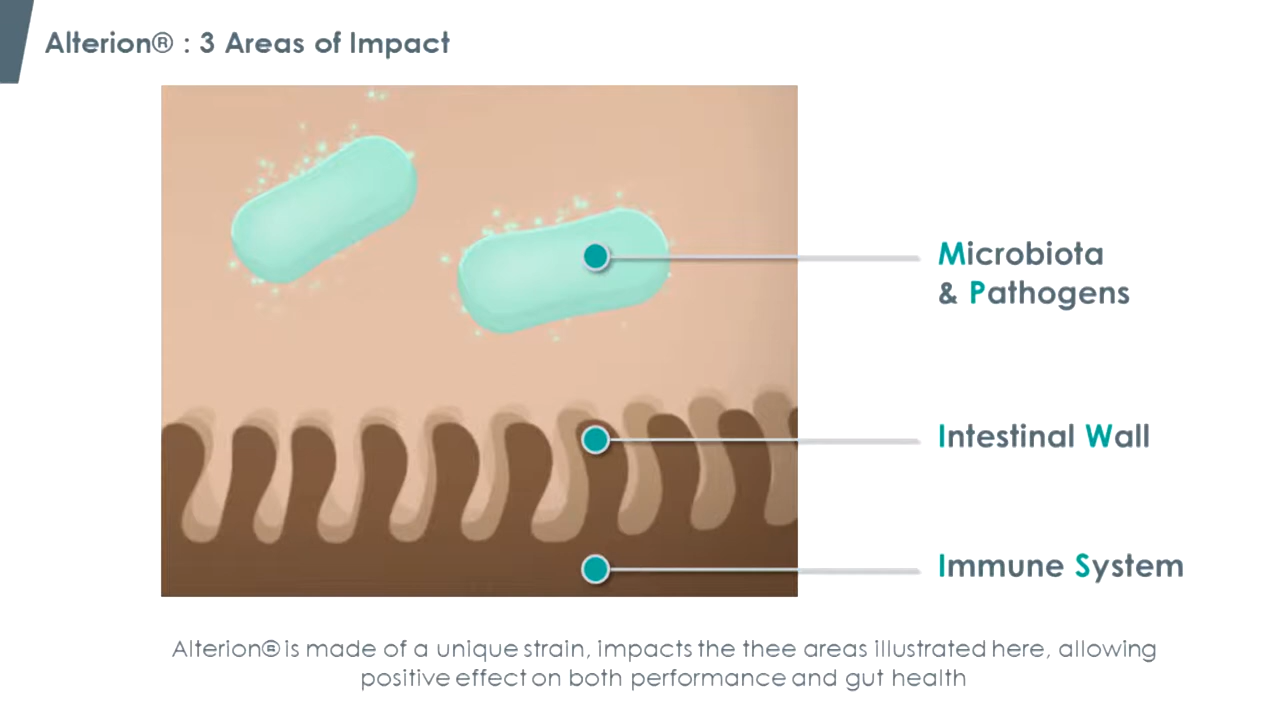 Alterion® : 3 Areas of Impact
Microbiota
& Pathogens
Intestinal Wall
Immune System
Alterion® is made of a unique strain, impacts the thee areas illustrated here, allowing
positive effect on both performance and gut health